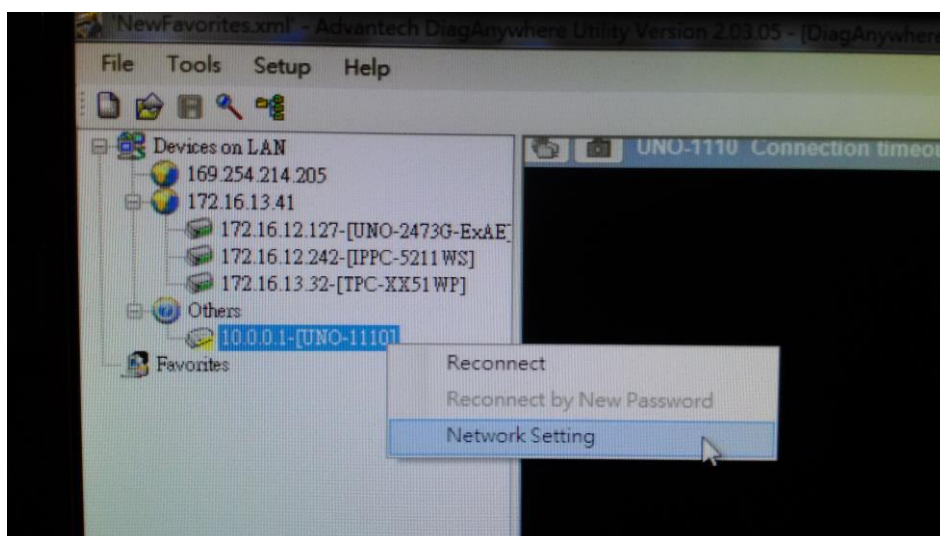 'NewFavorites.xml' - Advantech DiagAnywhere Utility Version 2.03.05 - [DiagAnywhere
File Tools Setup Help
Devices on LAN
UNO-1110 Connection timeou
169.254.214.205
172.16.13.41
172.16.12.127-[UNO-2473G-ExAE]
172.16.12.242-[IPPC-5211WS]
172.16.13.32-[TPC-XX51WP]
Others
10.0.0.1-[UNO-1110]
Favorites
Reconnect
Reconnect by New Password
Network Setting